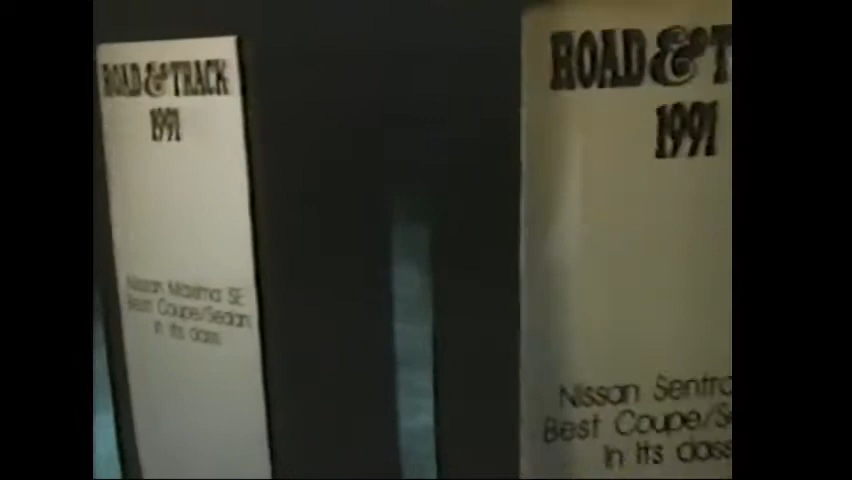 ROAD & TRACK
1991
Nissan Maxima SE
Best Coupe/Sedan
in its class
ROAD & T
1991
Nissan Sentra
Best Coupe/S
in its class